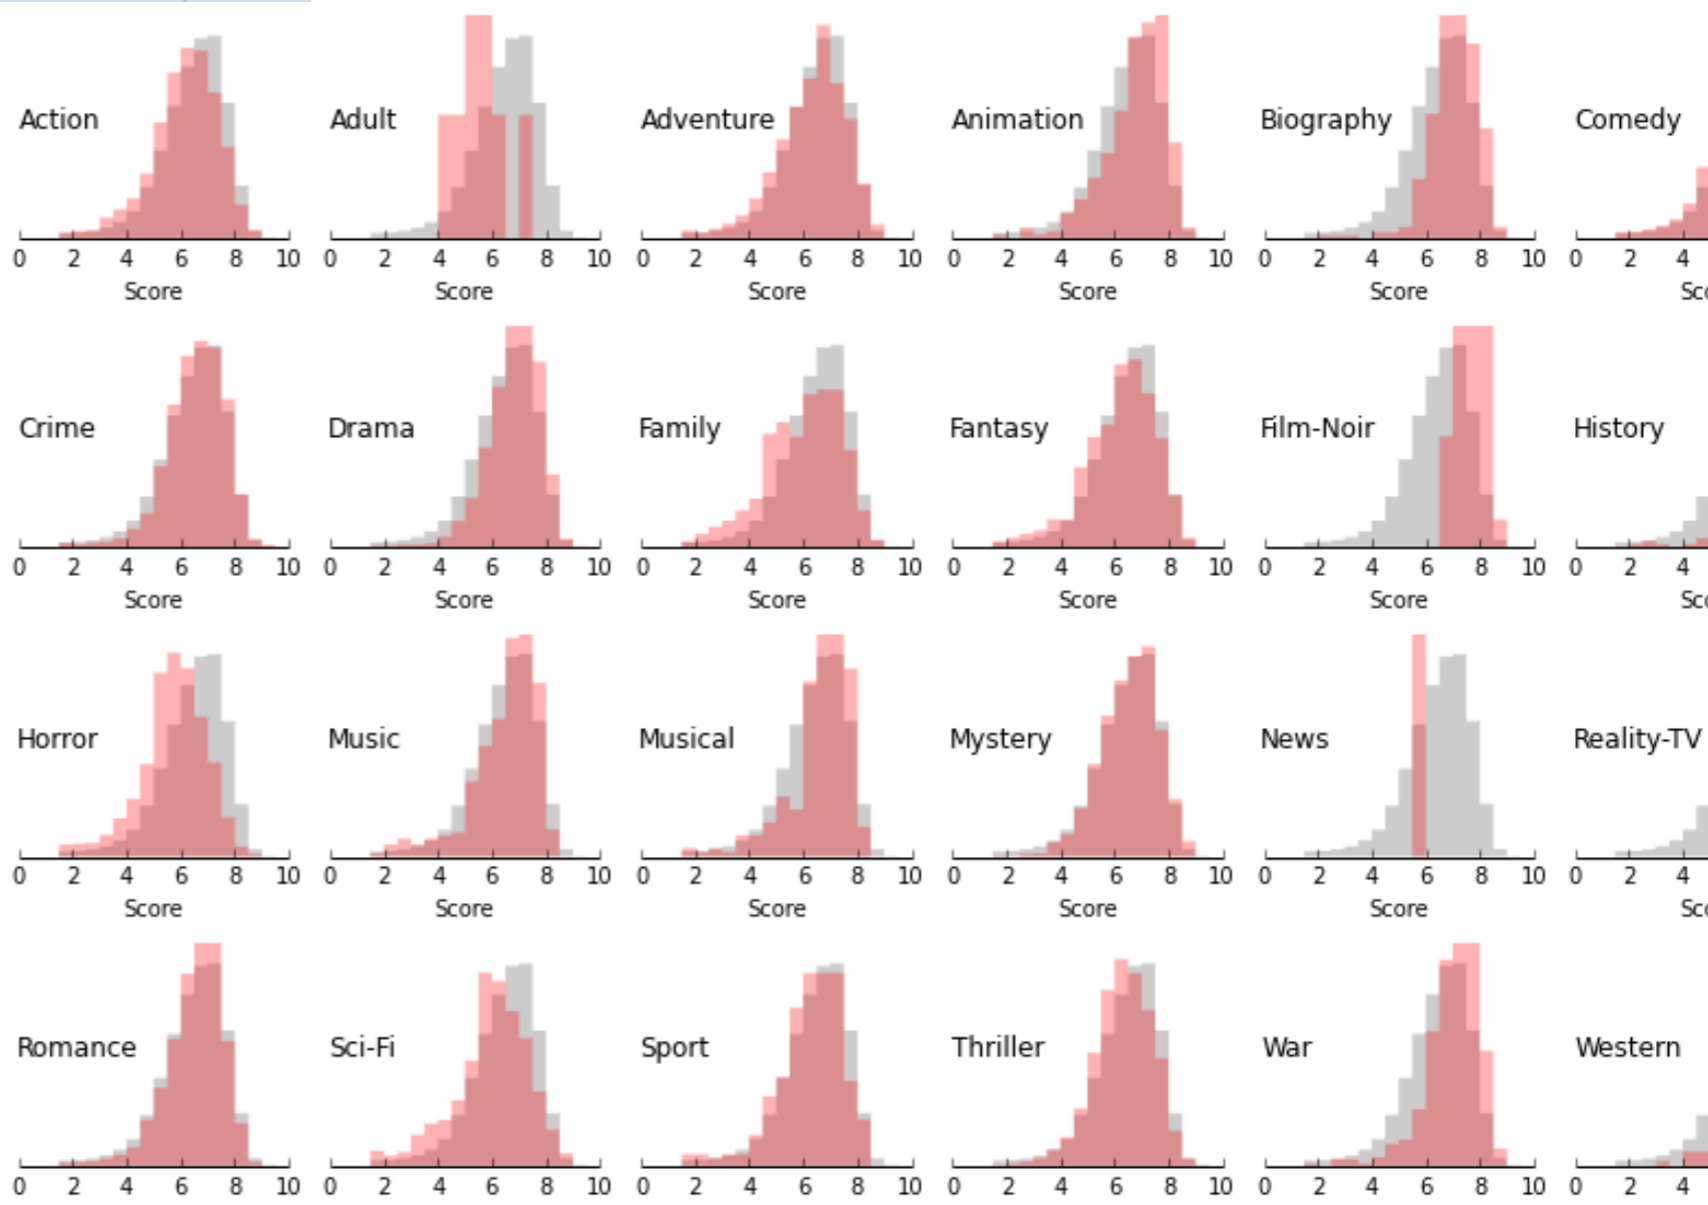 Action Adult Adventure Animation Biography Comedy
0 2 4 6 8 10 0 2 4 6 8 10 0 2 4 6 8 10 0 2 4 6 8 10 0 2 4 6 8 10 0 2 4
Score Score Score Score Score Sc
Crime Drama Family Fantasy Film-Noir History
0 2 4 6 8 10 0 2 4 6 8 10 0 2 4 6 8 10 0 2 4 6 8 10 0 2 4 6 8 10 0 2 4
Score Score Score Score Score Sc
Horror Music Musical Mystery News Reality-TV
0 2 4 6 8 10 0 2 4 6 8 10 0 2 4 6 8 10 0 2 4 6 8 10 0 2 4 6 8 10 0 2 4
Score Score Score Score Score Sc
Romance Sci-Fi Sport Thriller War Western
0 2 4 6 8 10 0 2 4 6 8 10 0 2 4 6 8 10 0 2 4 6 8 10 0 2 4 6 8 10 0 2 4